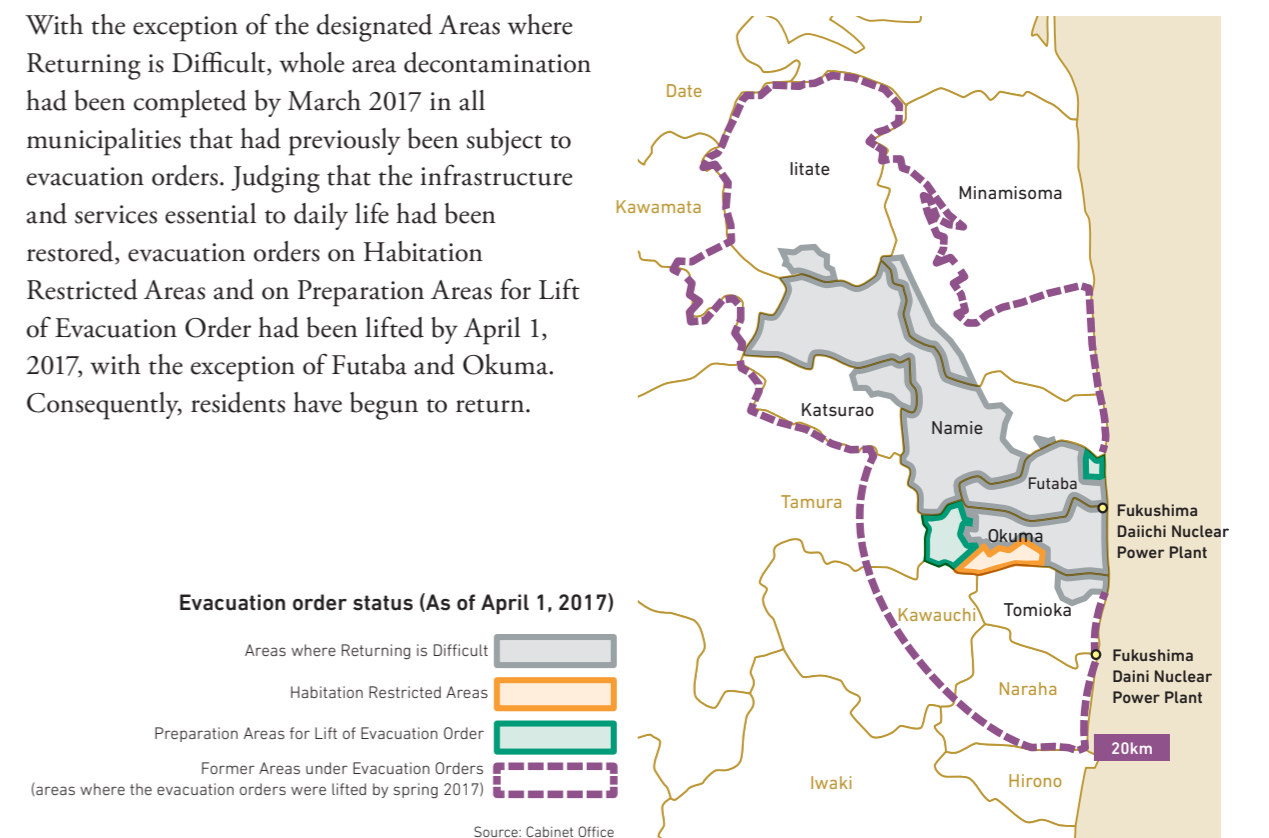 With the exception of the designated Areas where
Returning is Difficult, whole area decontamination
had been completed by March 2017 in all
municipalities that had previously been subject to
evacuation orders. Judging that the infrastructure
and services essential to daily life had been
restored, evacuation orders on Habitation
Restricted Areas and on Preparation Areas for Lift
of Evacuation Order had been lifted by April 1,
2017, with the exception of Futaba and Okuma.
Consequently, residents have begun to return.
Evacuation order status (As of April 1, 2017)
Areas where Returning is Difficult
Habitation Restricted Areas
Preparation Areas for Lift of Evacuation Order
Former Areas under Evacuation Orders
(areas where the evacuation orders were lifted by spring 2017)
Source: Cabinet Office
Date
Iitate
Minamisoma
Kawamata
Katsurao
Namie
Futaba
Tamura
Fukushima
Daiichi Nuclear
Power Plant
Okuma
Tomioka
Kawauchi
Fukushima
Daini Nuclear
Power Plant
Naraha
20km
Iwaki
Hirono